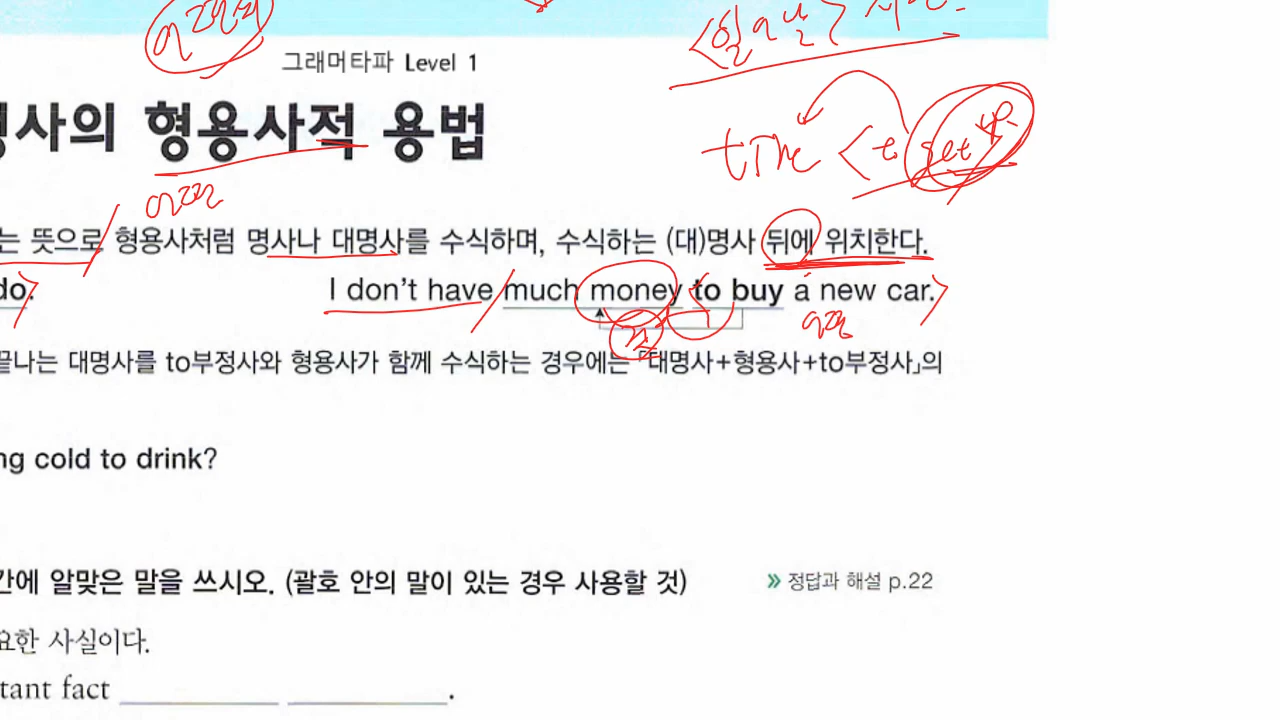 그래머타파 Level 1
정사의 형용사적 용법
time < to get up
는 뜻으로 형용사처럼 명사나 대명사를 수식하며, 수식하는 (대)명사 뒤에 위치한다.
do. I don't have much money to buy a new car.
끝나는 대명사를 to부정사와 형용사가 함께 수식하는 경우에는 「대명사+형용사+to부정사」의
ng cold to drink?
간에 알맞은 말을 쓰시오. (괄호 안의 말이 있는 경우 사용할 것) » 정답과 해설 p.22
요한 사실이다.
tant fact ________ ________.